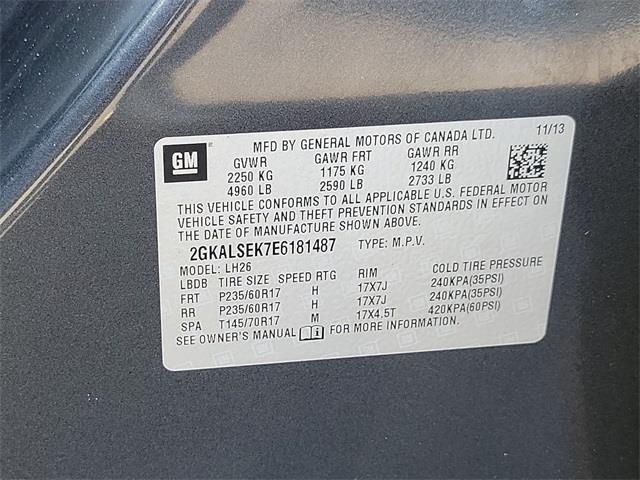 MFD BY GENERAL MOTORS OF CANADA LTD. 11/13
GM
GVWR GAWR FRT GAWR RR
2250 KG 1175 KG 1240 KG
4960 LB 2590 LB 2733 LB
THIS VEHICLE CONFORMS TO ALL APPLICABLE U.S. FEDERAL MOTOR
VEHICLE SAFETY AND THEFT PREVENTION STANDARDS IN EFFECT ON
THE DATE OF MANUFACTURE SHOWN ABOVE.
2GKALSEK7E6181487 TYPE: M.P.V.
MODEL: LH26
LBDB TIRE SIZE SPEED RTG RIM COLD TIRE PRESSURE
FRT P235/60R17 H 17X7J 240KPA(35PSI)
RR P235/60R17 H 17X7J 240KPA(35PSI)
SPA T145/70R17 M 17X4.5T 420KPA(60PSI)
SEE OWNER'S MANUAL FOR MORE INFORMATION.